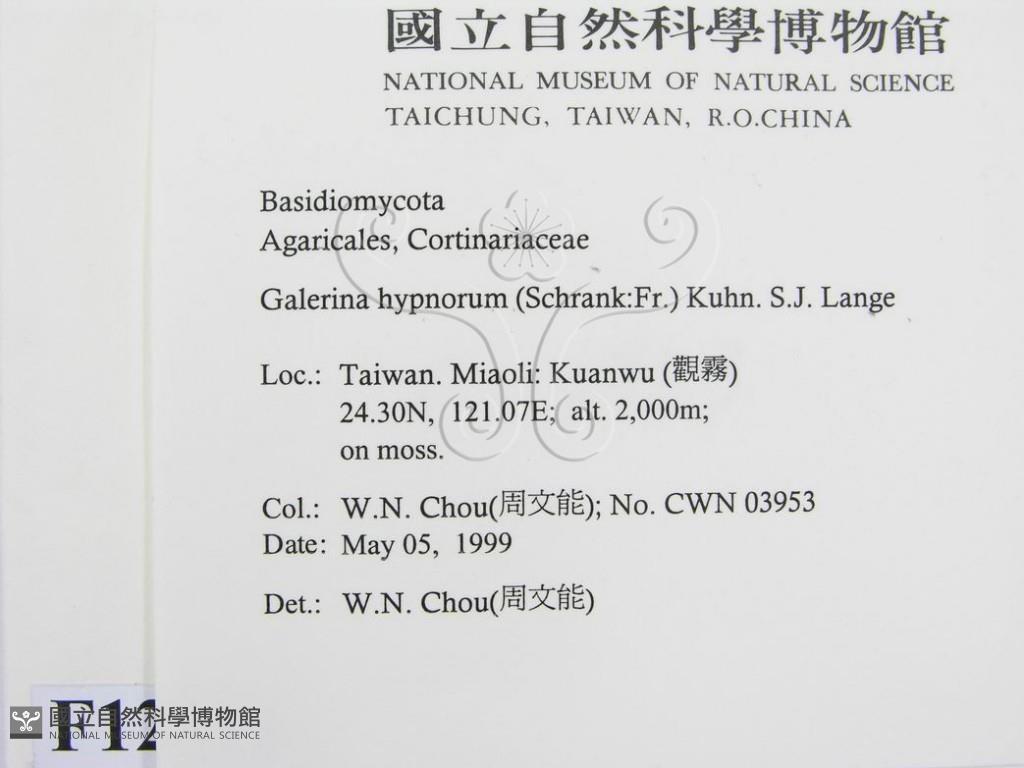 國立自然科學博物館
NATIONAL MUSEUM OF NATURAL SCIENCE
TAICHUNG, TAIWAN, R.O.CHINA
Basidiomycota
Agaricales, Cortinariaceae
Galerina hypnorum (Schrank:Fr.) Kuhn. S.J. Lange
Loc.: Taiwan. Miaoli: Kuanwu (觀霧)
24.30N, 121.07E; alt. 2,000m;
on moss.
Col.: W.N. Chou(周文能); No. CWN 03953
Date: May 05, 1999
Det.: W.N. Chou(周文能)
F12
國立自然科學博物館
NATIONAL MUSEUM OF NATURAL SCIENCE